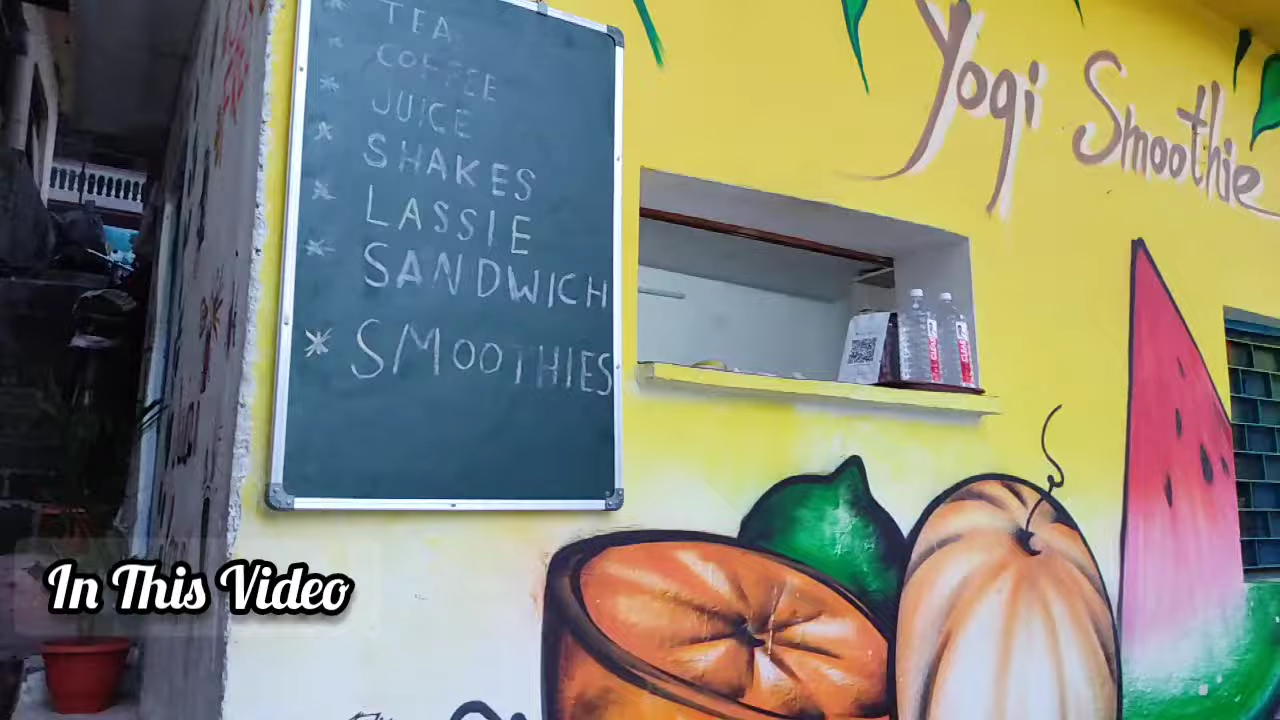 * TEA
* COFFEE
* JUICE
* SHAKES
* LASSIE
* SANDWICH
* SMOOTHIES
Yogi Smoothie
In This Video